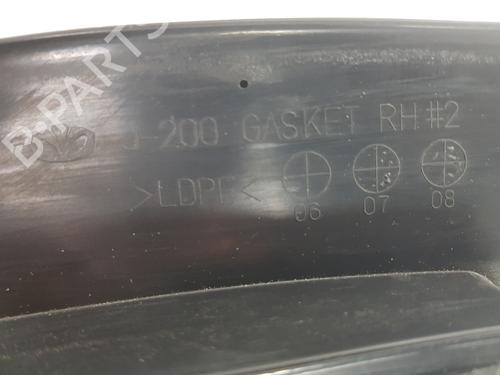 B-PARTS
J-200 GASKET RH #2
>LDPE<
06 07 08